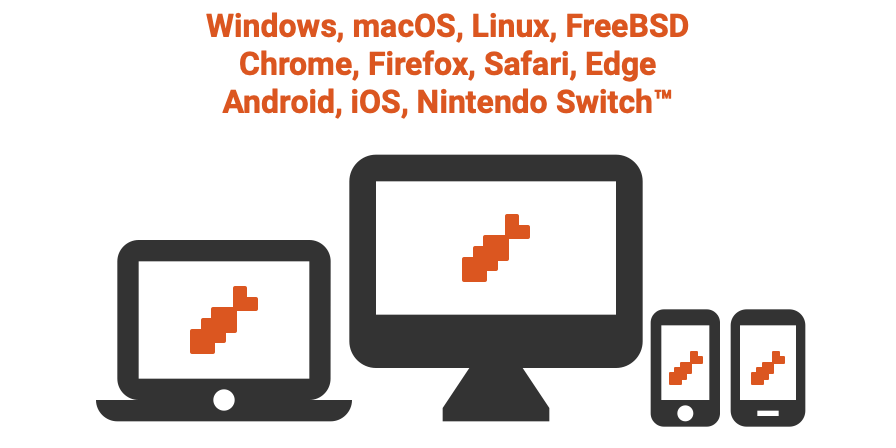 Windows, macOS, Linux, FreeBSD
Chrome, Firefox, Safari, Edge
Android, iOS, Nintendo Switch™